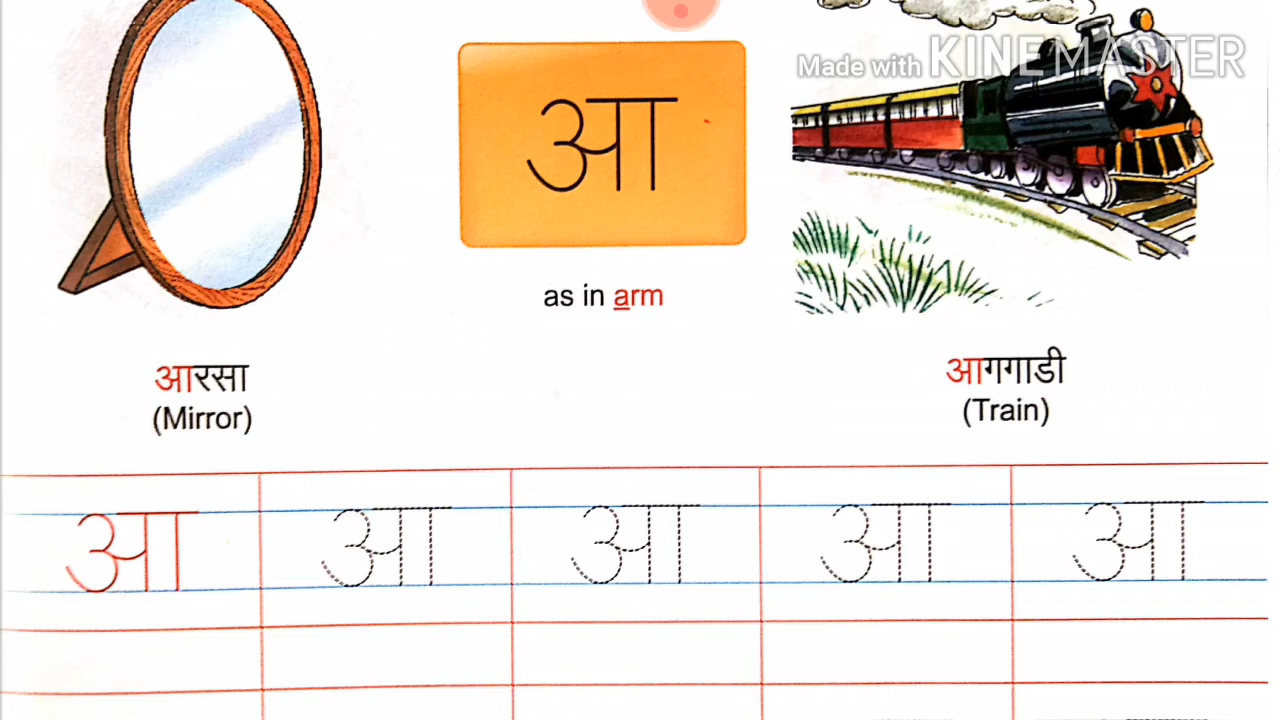 Made with KINEMASTER
आ
as in arm
आरसा
(Mirror)
आगगाडी
(Train)
आ आ आ आ आ